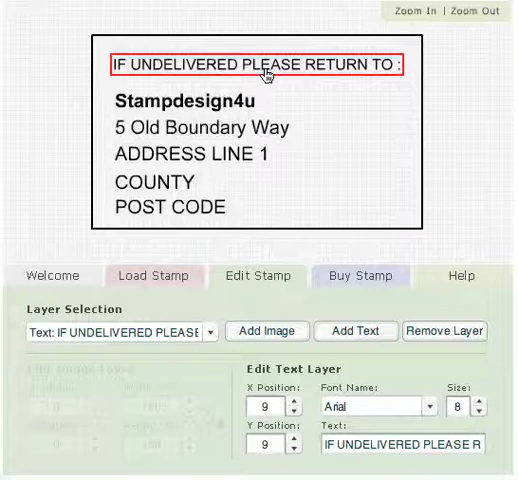 Zoom In | Zoom Out
IF UNDELIVERED PLEASE RETURN TO :
Stampdesign4u
5 Old Boundary Way
ADDRESS LINE 1
COUNTY
POST CODE
Welcome Load Stamp Edit Stamp Buy Stamp Help
Layer Selection
Text: IF UNDELIVERED PLEASE Add Image Add Text Remove Layer
Edit Text Layer
X Position: Font Name: Size:
9 Arial 8
Y Position: Text:
9 IF UNDELIVERED PLEASE R